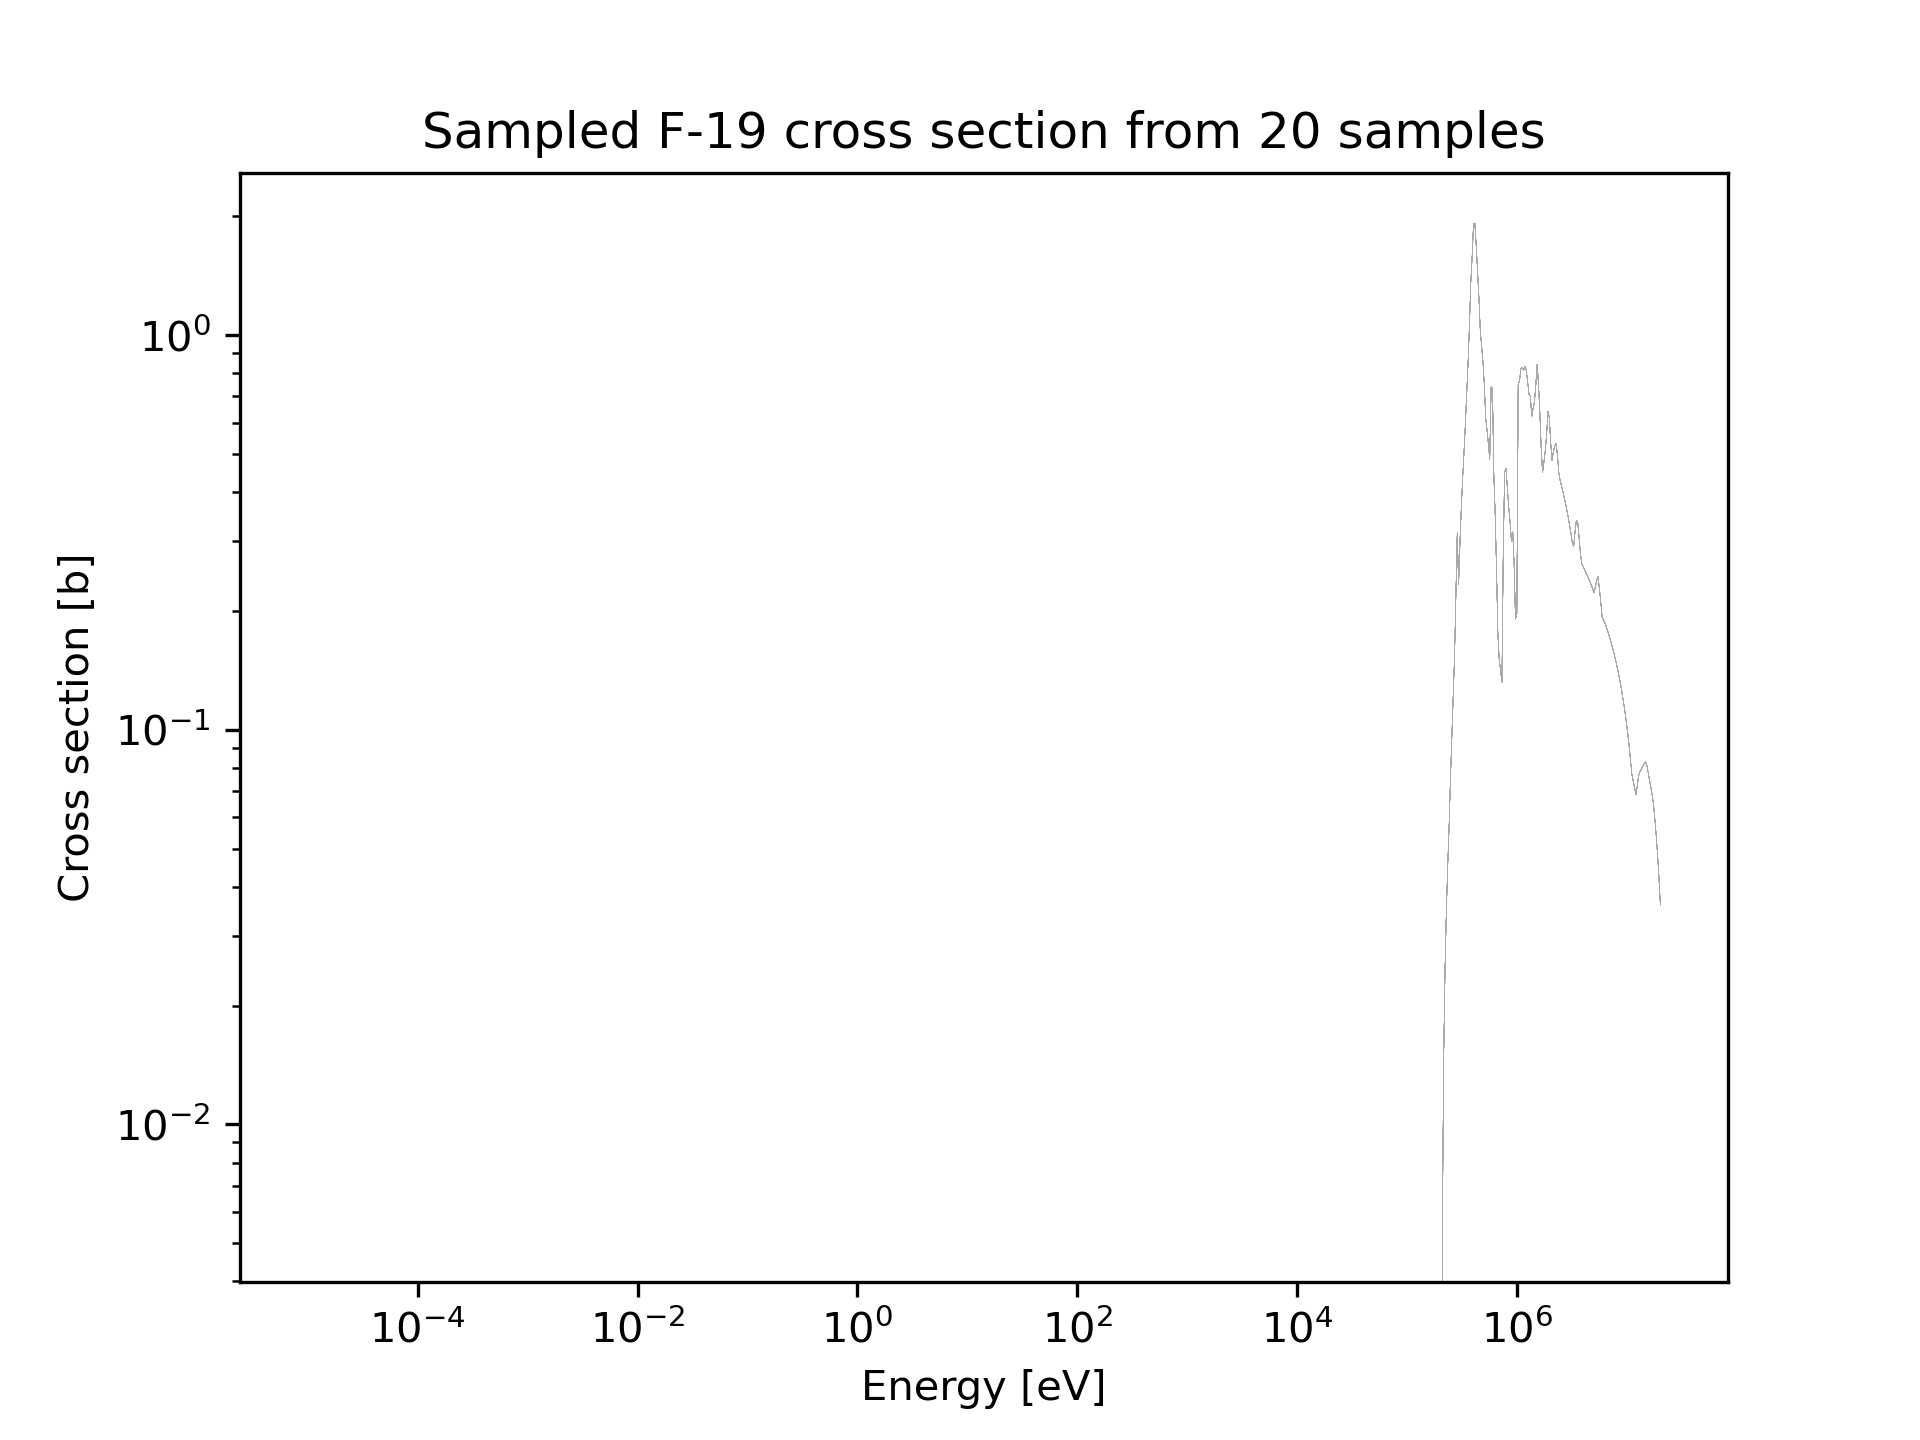 Sampled F-19 cross section from 20 samples
Cross section [b]
10⁰
10⁻¹
10⁻²
10⁻⁴ 10⁻² 10⁰ 10² 10⁴ 10⁶
Energy [eV]